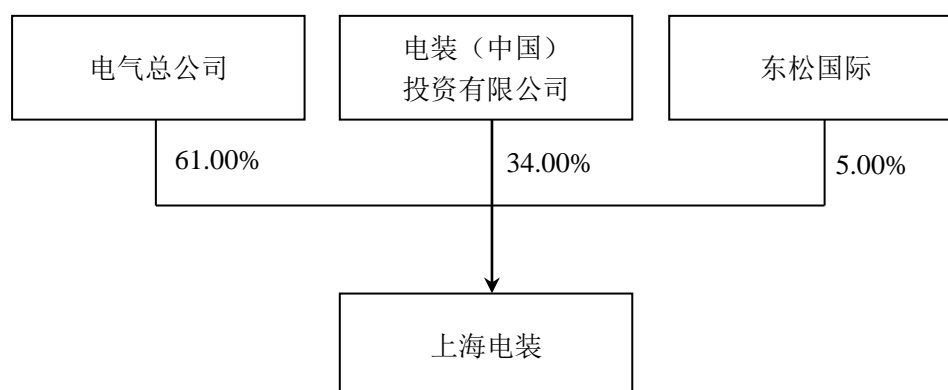 电气总公司
电装（中国）
投资有限公司
东松国际
61.00%
34.00%
5.00%
上海电装